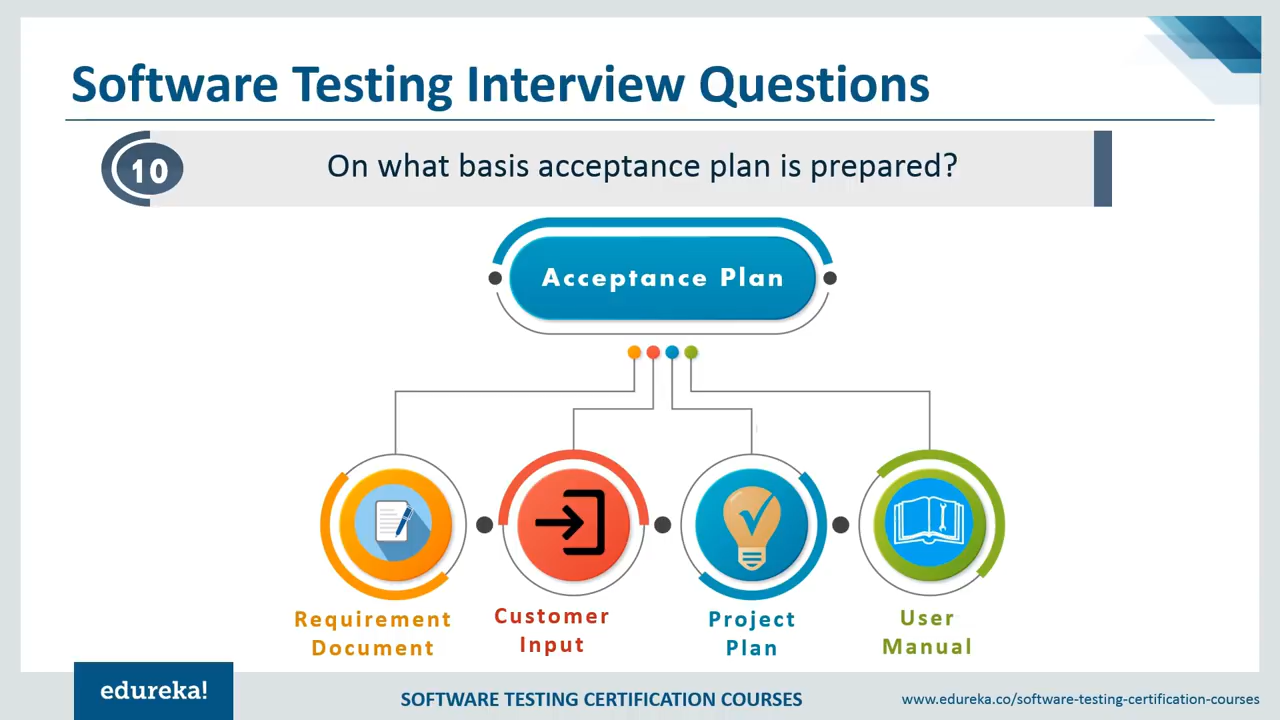 Software Testing Interview Questions
10
On what basis acceptance plan is prepared?
Acceptance Plan
Requirement
Document
Customer
Input
Project
Plan
User
Manual
edureka!
SOFTWARE TESTING CERTIFICATION COURSES
www.edureka.co/software-testing-certification-courses